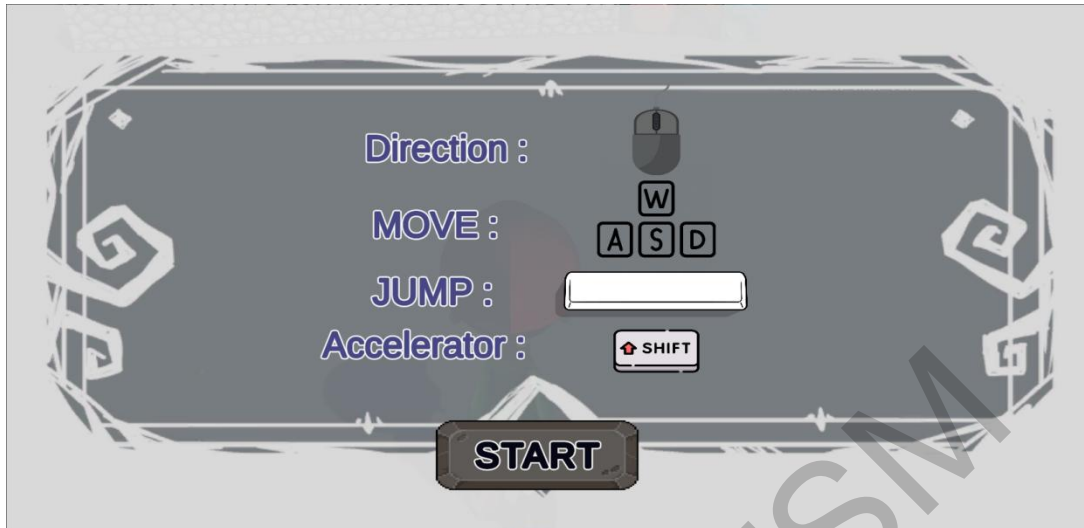 Direction :
W
MOVE :
A S D
JUMP :
Accelerator :
SHIFT
START